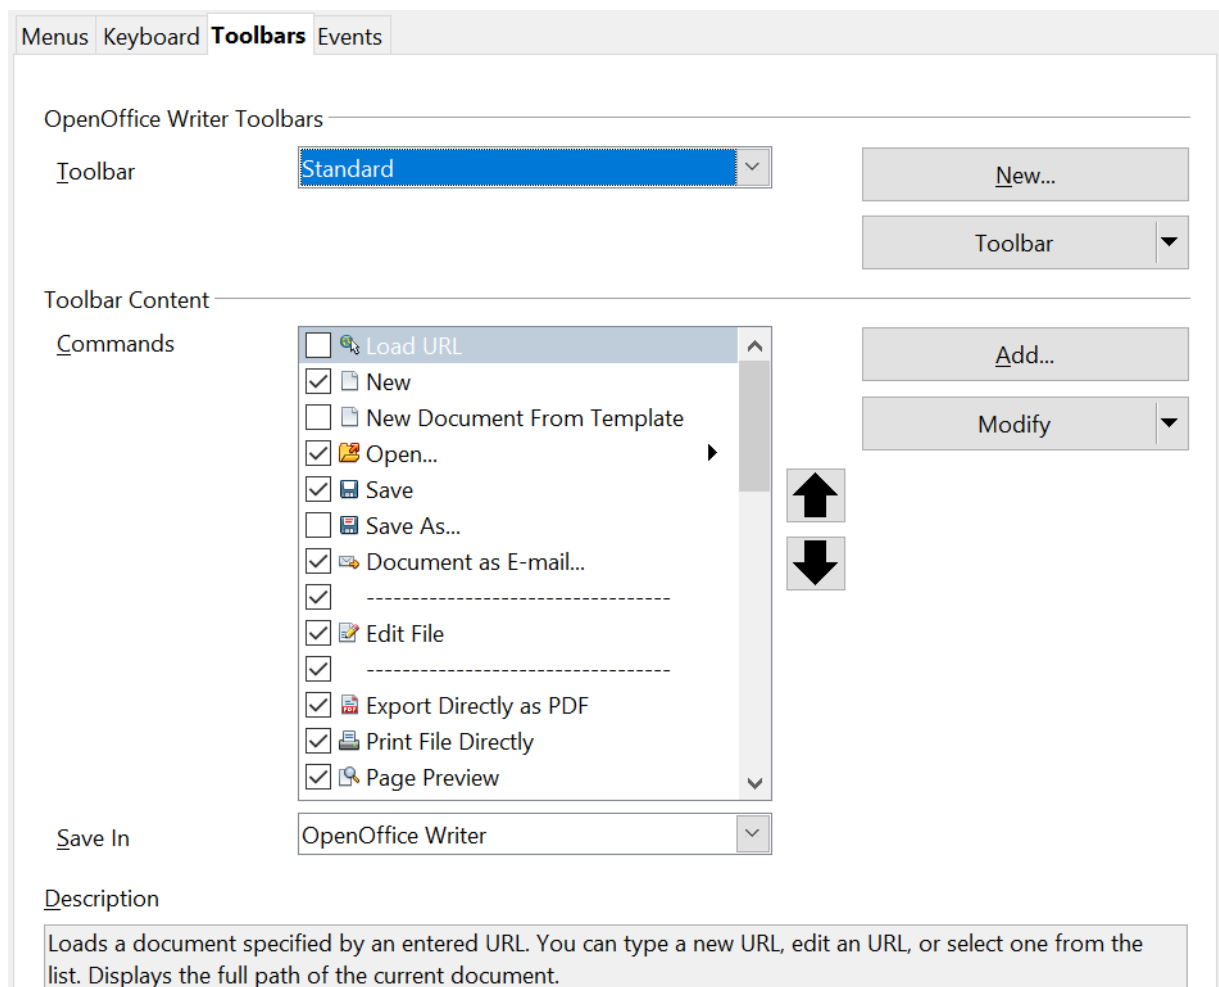 Menus Keyboard Toolbars Events
OpenOffice Writer Toolbars
Toolbar Standard New...
Toolbar
Toolbar Content
Commands Load URL Add...
New
New Document From Template Modify
Open...
Save
Save As...
Document as E-mail...
---------------------------------
Edit File
---------------------------------
Export Directly as PDF
Print File Directly
Page Preview
Save In OpenOffice Writer
Description
Loads a document specified by an entered URL. You can type a new URL, edit an URL, or select one from the
list. Displays the full path of the current document.